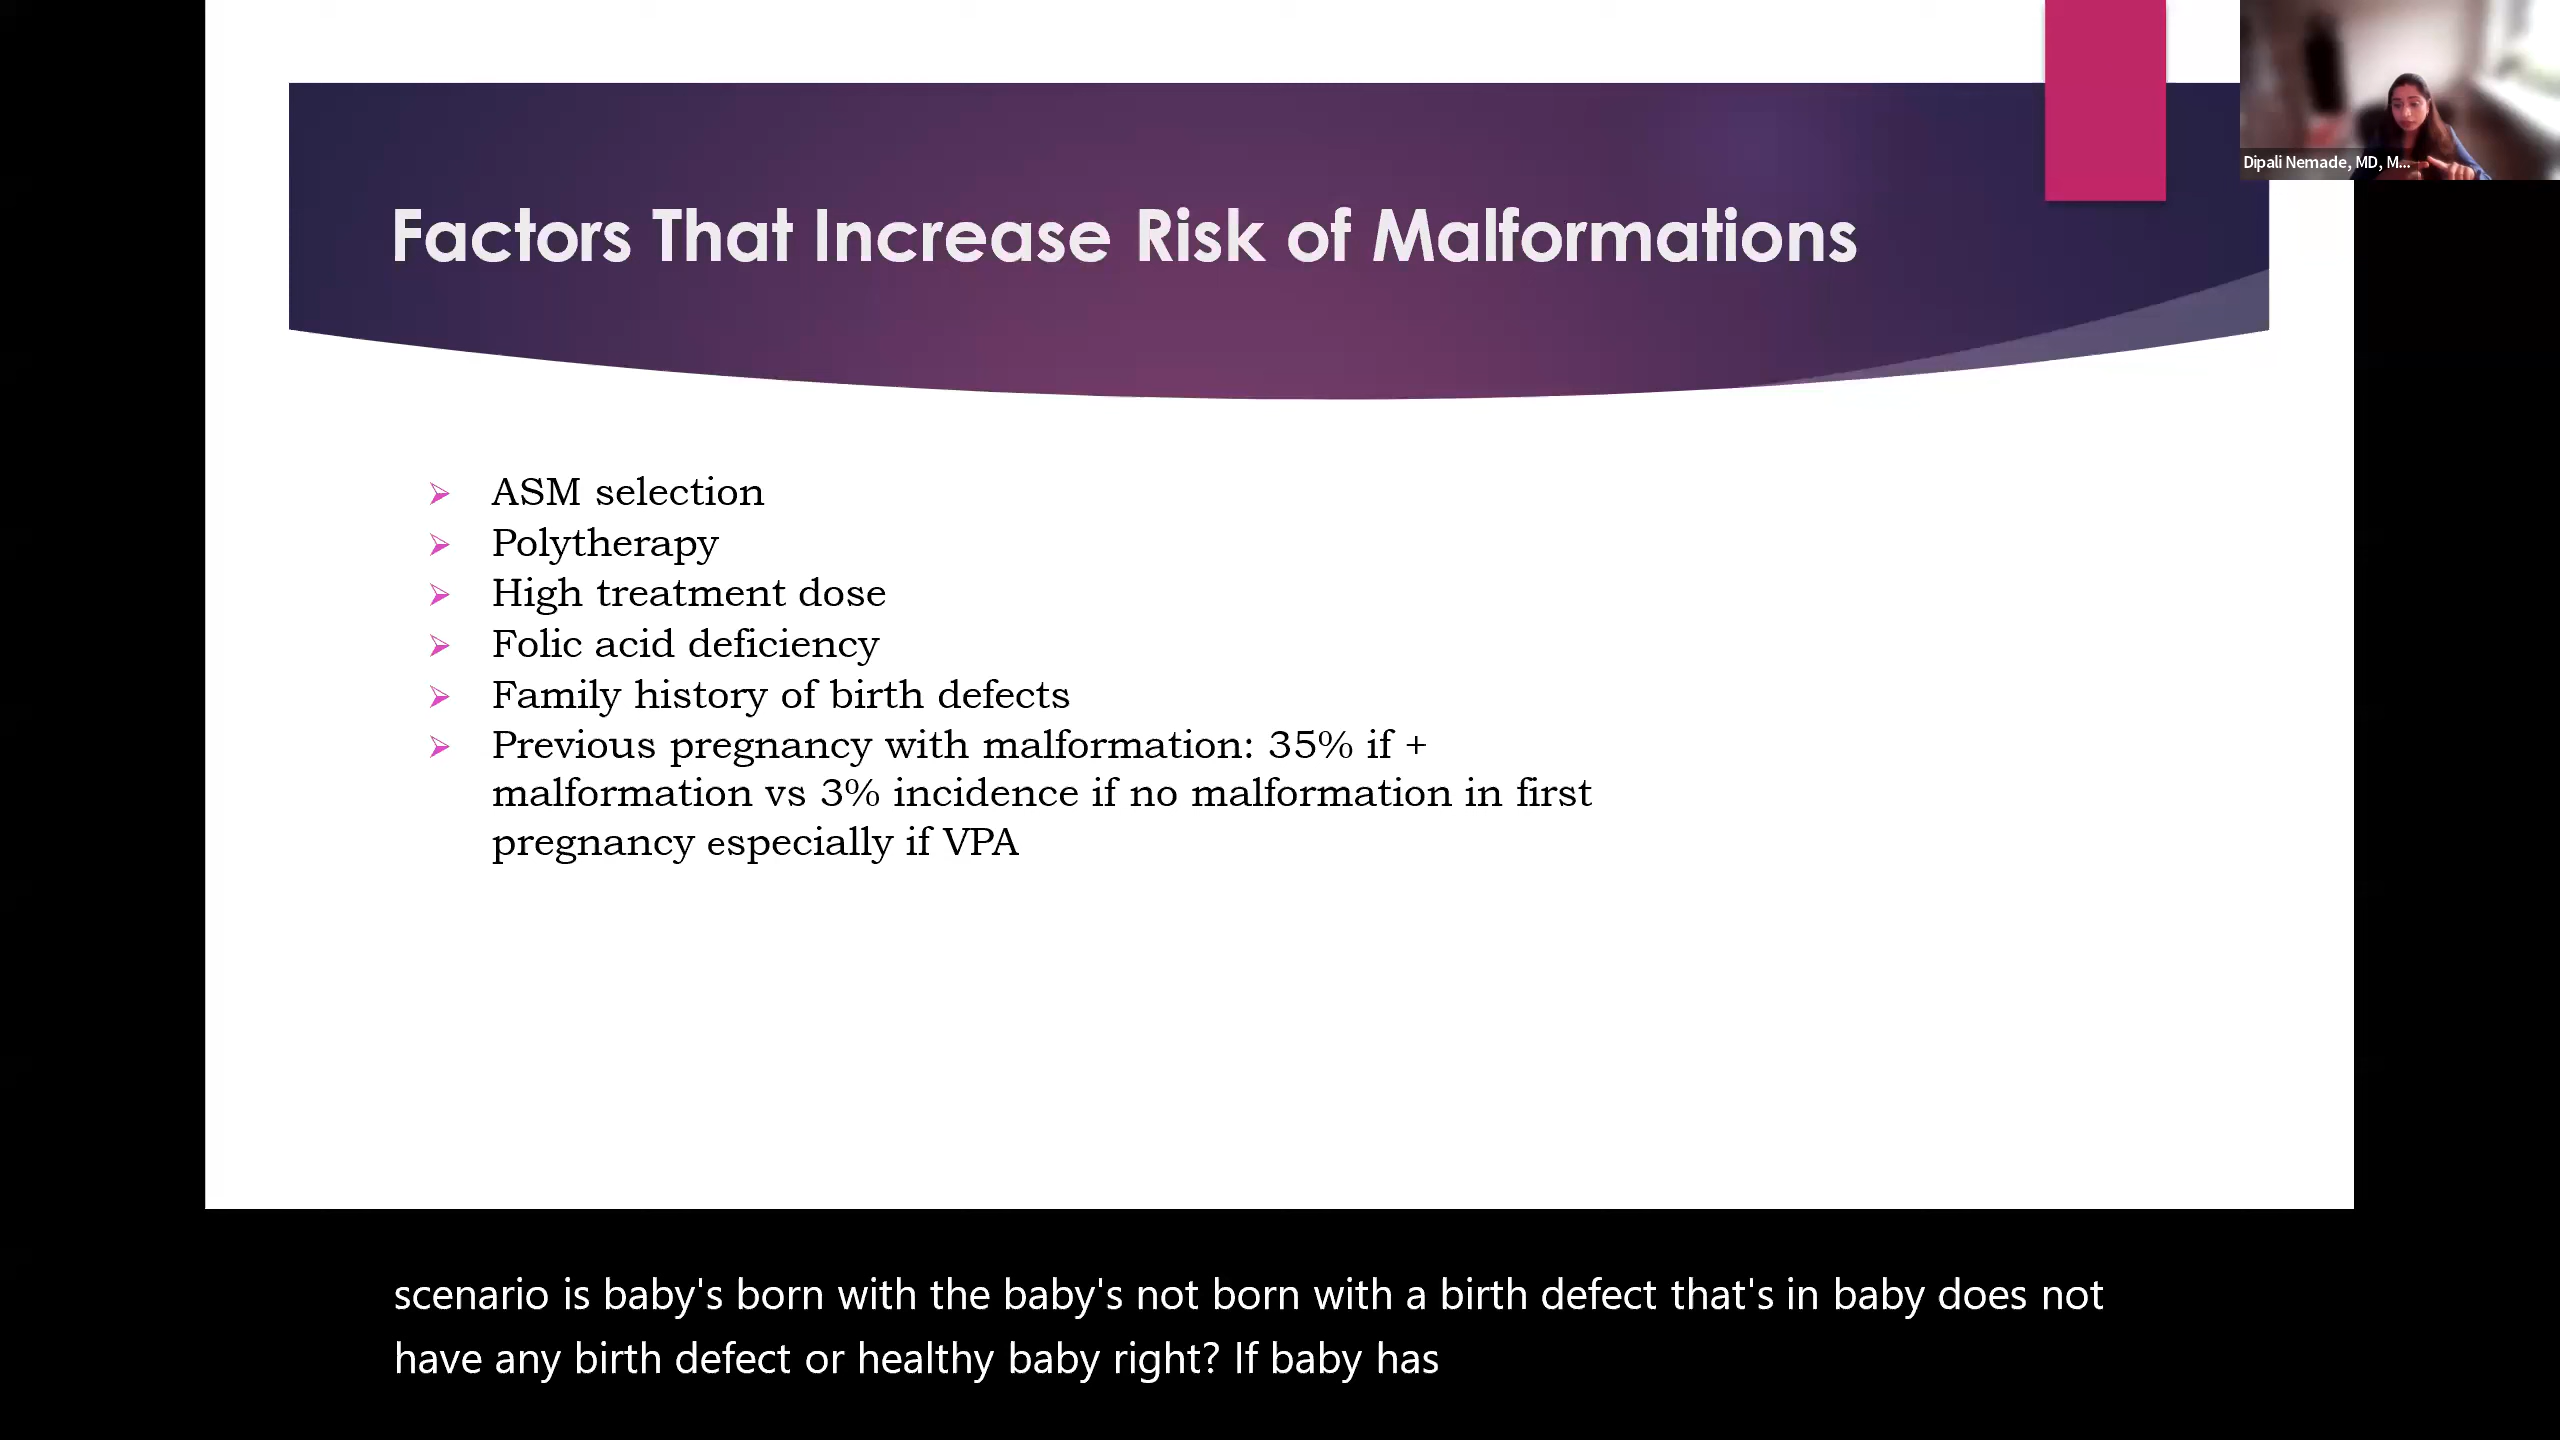 Dipali Nemade, MD, M...
Factors That Increase Risk of Malformations
ASM selection
Polytherapy
High treatment dose
Folic acid deficiency
Family history of birth defects
Previous pregnancy with malformation: 35% if +
malformation vs 3% incidence if no malformation in first
pregnancy especially if VPA
scenario is baby's born with the baby's not born with a birth defect that's in baby does not
have any birth defect or healthy baby right? If baby has